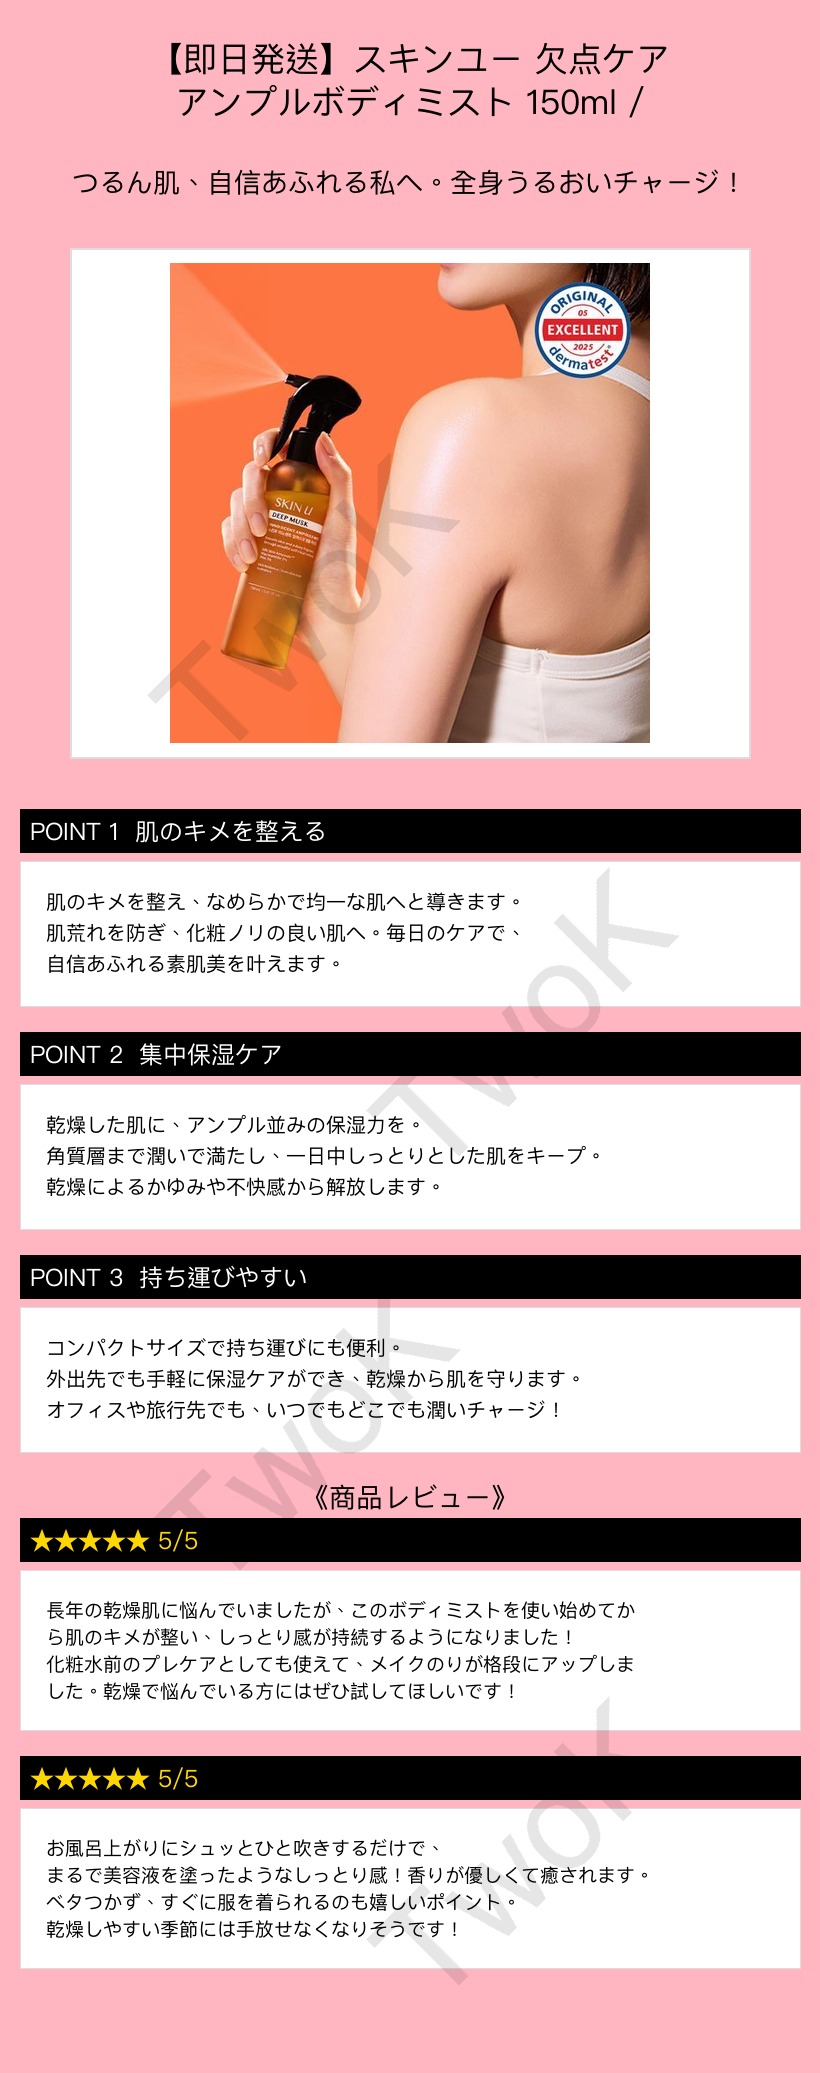 【即日発送】スキンユー 欠点ケア
アンプルボディミスト 150ml /
つるん肌、自信あふれる私へ。全身うるおいチャージ！
ORIGINAL
05
EXCELLENT
2025
dermatest®
SKIN U
DEEP MUSK
TwoK
POINT 1 肌のキメを整える
肌のキメを整え、なめらかで均一な肌へと導きます。
肌荒れを防ぎ、化粧ノリの良い肌へ。毎日のケアで、
自信あふれる素肌美を叶えます。
TwoK
POINT 2 集中保湿ケア
乾燥した肌に、アンプル並みの保湿力を。
角質層まで潤いで満たし、一日中しっとりとした肌をキープ。
乾燥によるかゆみや不快感から解放します。
POINT 3 持ち運びやすい
コンパクトサイズで持ち運びにも便利。
外出先でも手軽に保湿ケアができ、乾燥から肌を守ります。
オフィスや旅行先でも、いつでもどこでも潤いチャージ！
TwoK
《商品レビュー》
★★★★★ 5/5
長年の乾燥肌に悩んでいましたが、このボディミストを使い始めてか
ら肌のキメが整い、しっとり感が持続するようになりました！
化粧水前のプレケアとしても使えて、メイクのりが格段にアップしま
した。乾燥で悩んでいる方にはぜひ試してほしいです！
★★★★★ 5/5
お風呂上がりにシュッとひと吹きするだけで、
まるで美容液を塗ったようなしっとり感！香りが優しくて癒されます。
ベタつかず、すぐに服を着られるのも嬉しいポイント。
乾燥しやすい季節には手放せなくなりそうです！
TwoK